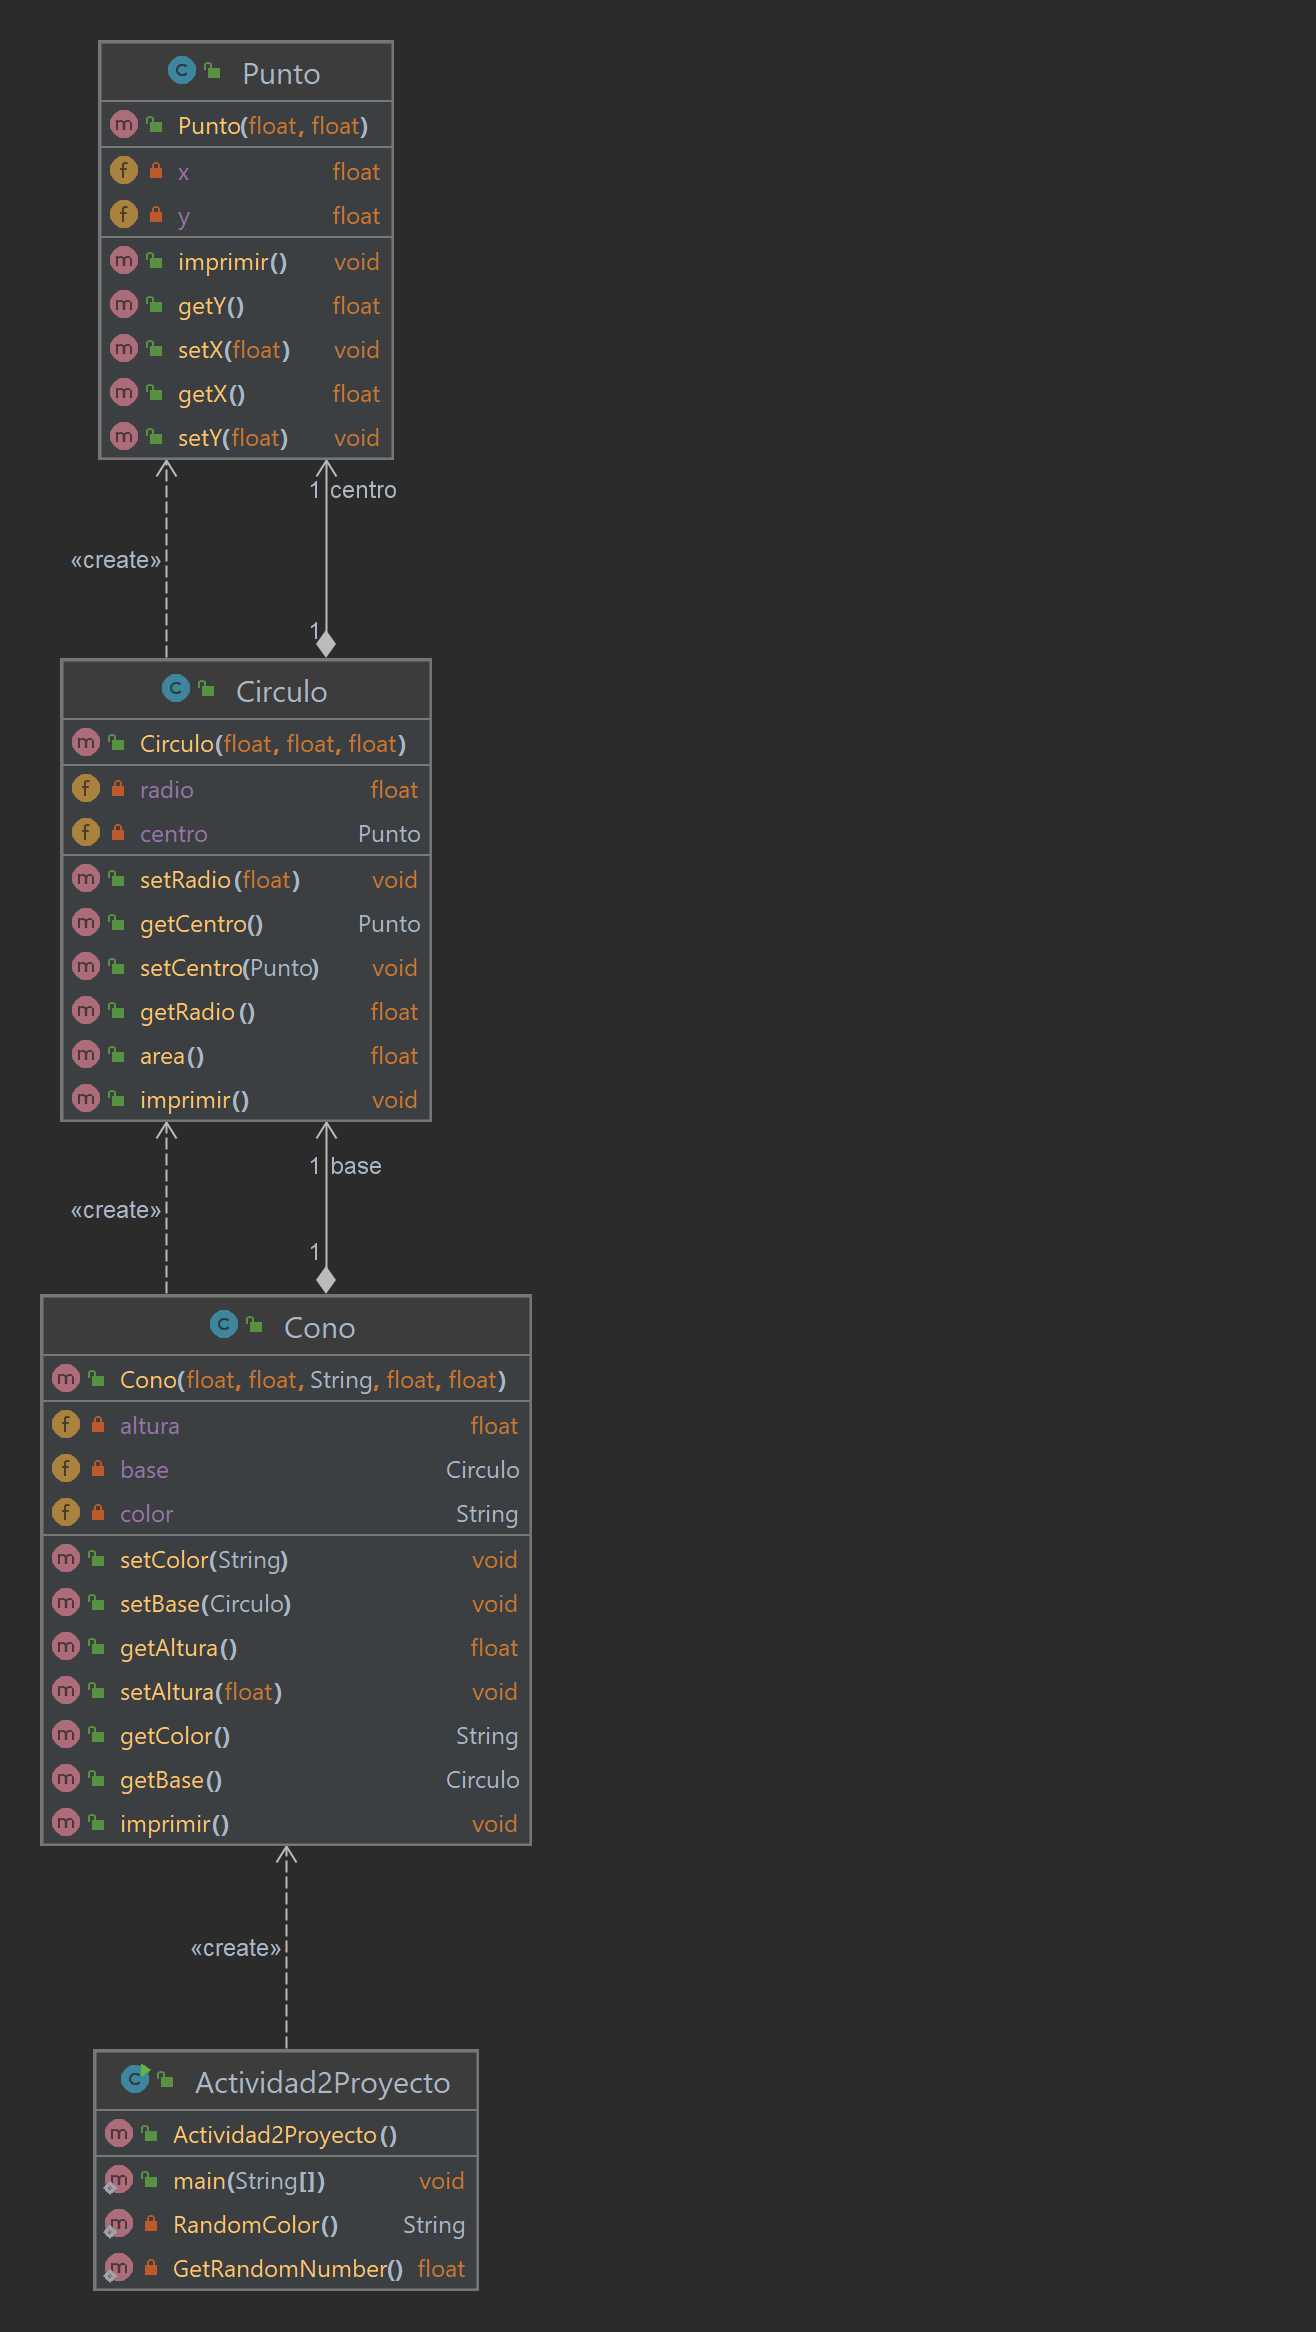 Punto
Punto(float, float)
x float
y float
imprimir() void
getY() float
setX(float) void
getX() float
setY(float) void
1 centro
«create»
1
Circulo
Circulo(float, float, float)
radio float
centro Punto
setRadio(float) void
getCentro() Punto
setCentro(Punto) void
getRadio() float
area() float
imprimir() void
1 base
«create»
1
Cono
Cono(float, float, String, float, float)
altura float
base Circulo
color String
setColor(String) void
setBase(Circulo) void
getAltura() float
setAltura(float) void
getColor() String
getBase() Circulo
imprimir() void
«create»
Actividad2Proyecto
Actividad2Proyecto()
main(String[]) void
RandomColor() String
GetRandomNumber() float